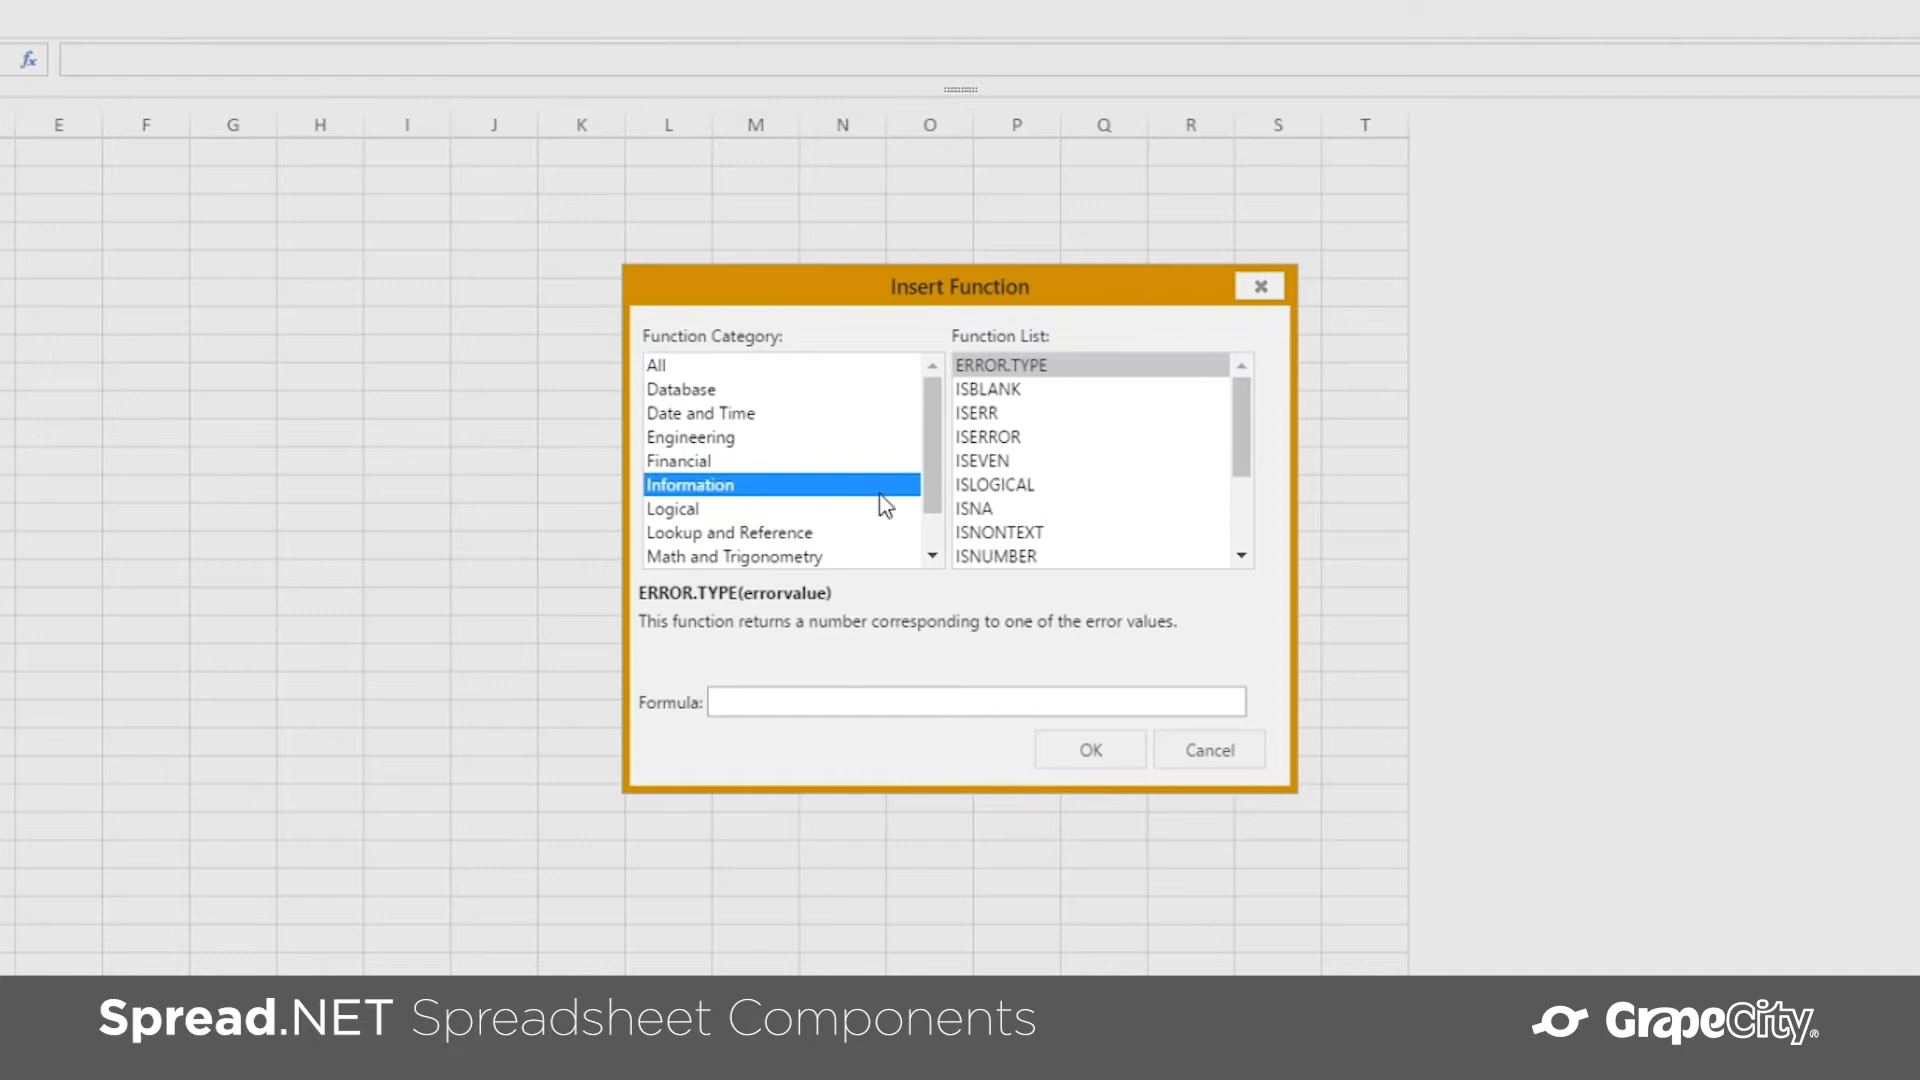 fx
E F G H I J K L M N O P Q R S T
Insert Function
Function Category:
Function List:
All
Database
Date and Time
Engineering
Financial
Information
Logical
Lookup and Reference
Math and Trigonometry
ERROR.TYPE
ISBLANK
ISERR
ISERROR
ISEVEN
ISLOGICAL
ISNA
ISNONTEXT
ISNUMBER
ERROR.TYPE(errorvalue)
This function returns a number corresponding to one of the error values.
Formula:
OK Cancel
Spread.NET Spreadsheet Components
GrapeCity®